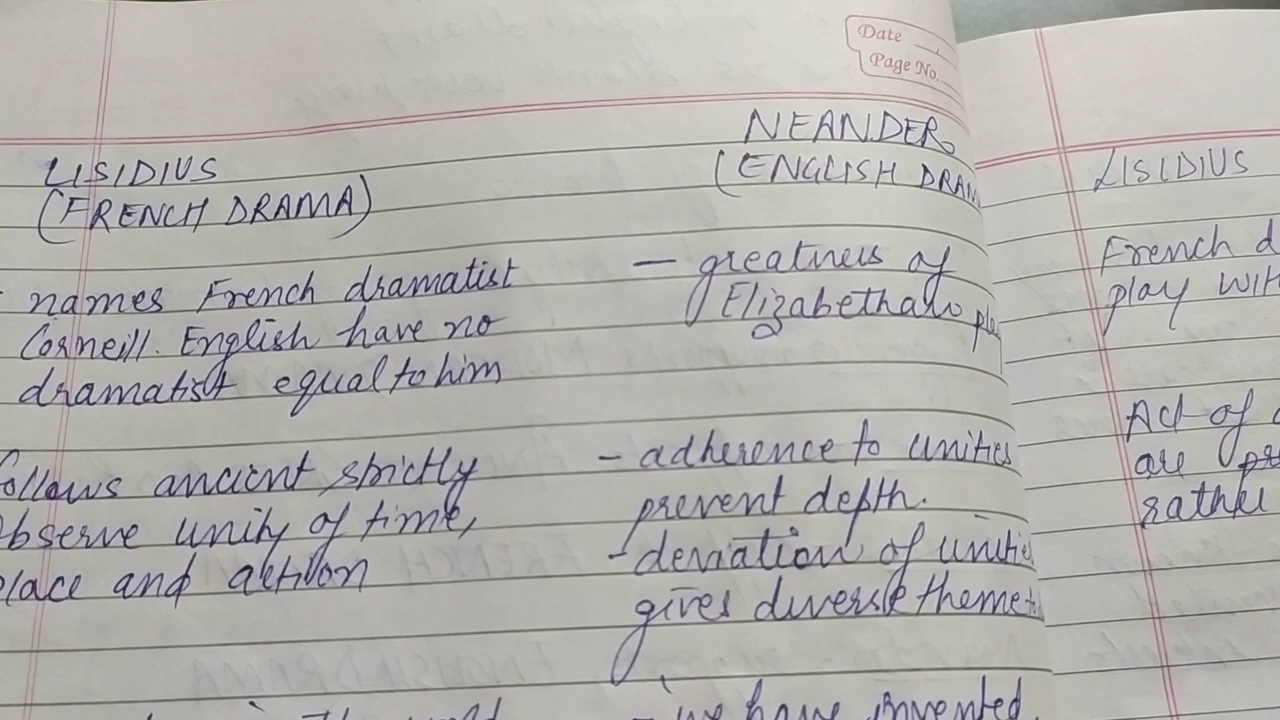 Date
Page No.
LISIDIUS
(FRENCH DRAMA)
names French dramatist
Corneill. English have no
dramatist equal to him
follows ancient strictly
observe unity of time,
place and action
NEANDER
(ENGLISH DRAM
— greatness of
Elizabethan pla
- adherence to unities
prevent depth.
- deviation of unities
gives diverse theme
- we have invented
LISIDIUS
French d
play with
Act of
are
rather